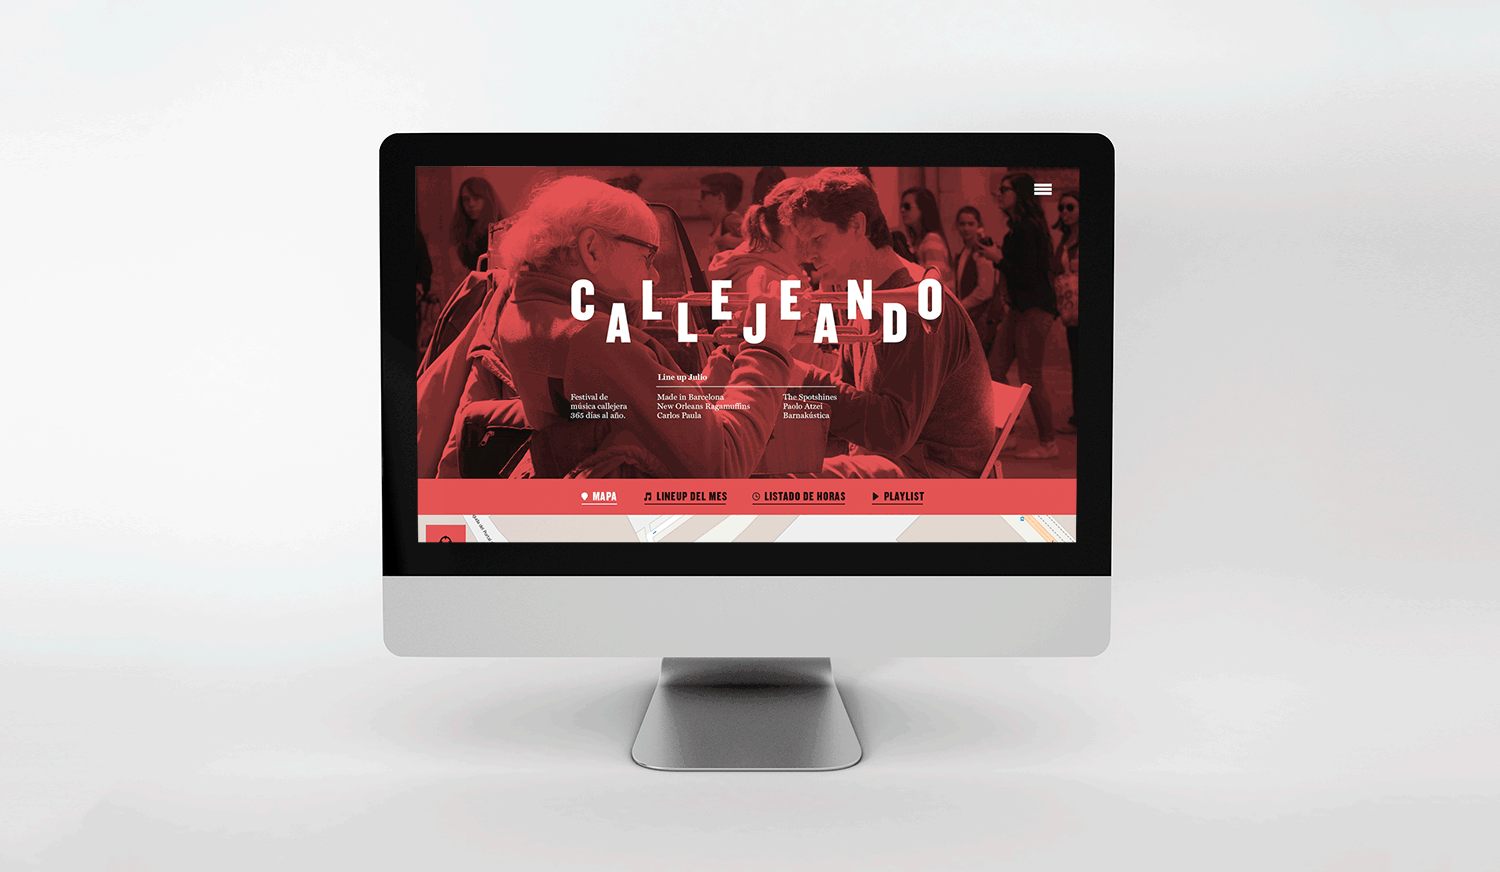 CALLEJEANDO
Line up Julio
Festival de
música callejera
365 días al año.
Made in Barcelona
New Orleans Ragamuffins
Carlos Paula
The Spotshines
Paolo Atzei
Barnakústica
MAPA
LINEUP DEL MES
LISTADO DE HORAS
PLAYLIST